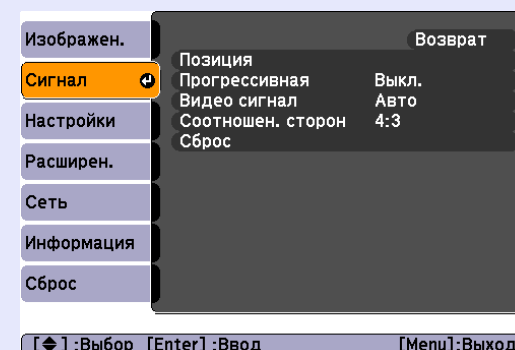 Изображен.
Сигнал
Настройки
Расширен.
Сеть
Информация
Сброс
Возврат
Позиция
Прогрессивная Выкл.
Видео сигнал Авто
Соотношен. сторон 4:3
Сброс
[◆] :Выбор [Enter] :Ввод [Menu]:Выход